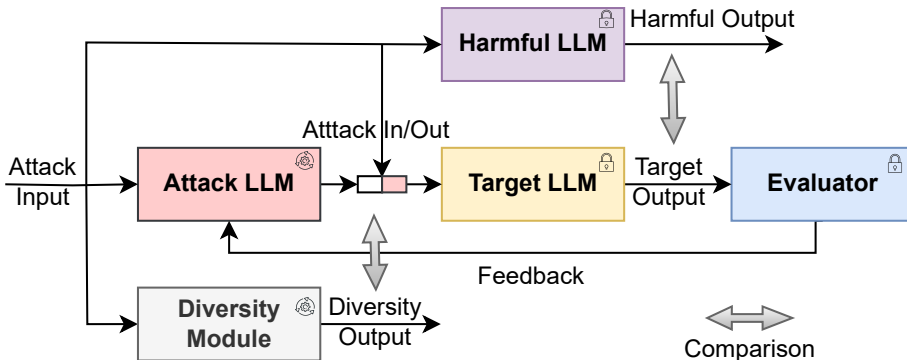 Harmful LLM
Harmful Output
Atttack In/Out
Attack
Input
Attack LLM
Target LLM
Target
Output
Evaluator
Feedback
Diversity
Module
Diversity
Output
Comparison